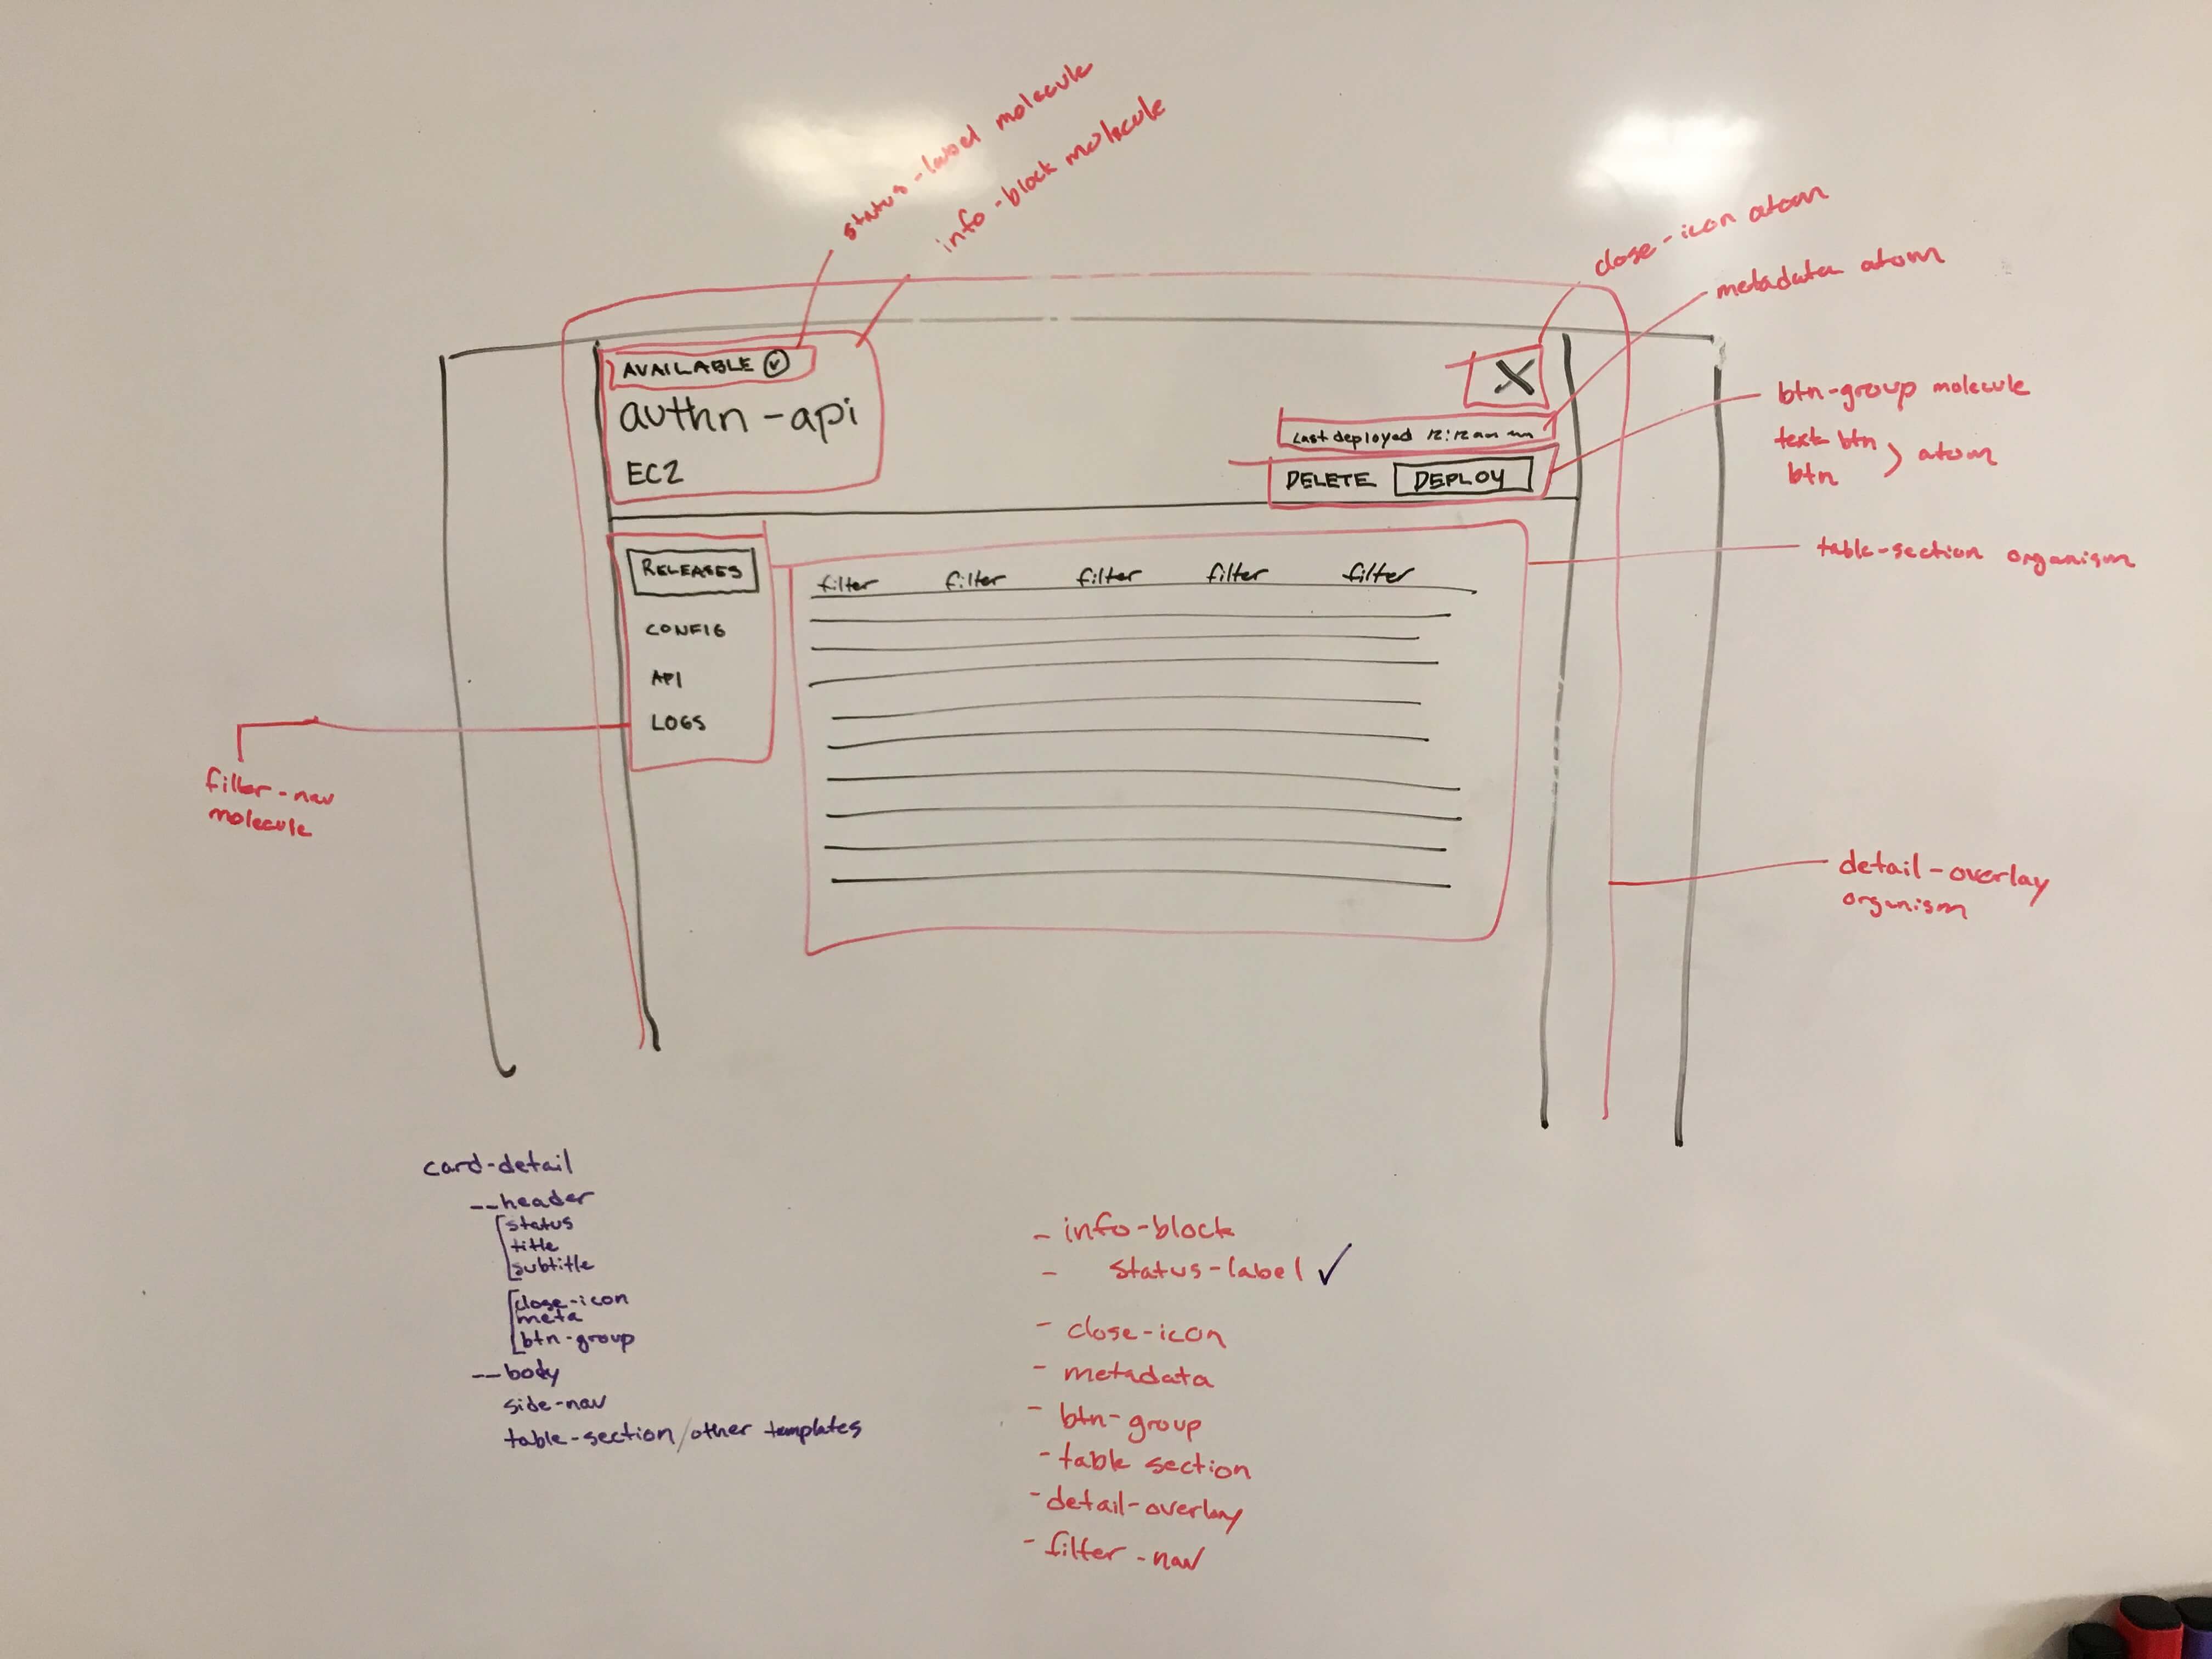 status-label molecule
info-block molecule
close-icon atom
metadata atom
AVAILABLE
authn-api
EC2
X
Last deployed 12:12am
DELETE DEPLOY
btn-group molecule
text btn
btn
atom
table-section organism
RELEASES
CONFIG
API
LOGS
filter filter filter filter filter
filter-nav
molecule
detail-overlay
organism
card-detail
--header
status
title
subtitle
close-icon
meta
btn-group
--body
side-nav
table-section/other templates
- info-block
- status-label ✓
- close-icon
- metadata
- btn-group
- table section
- detail-overlay
- filter-nav